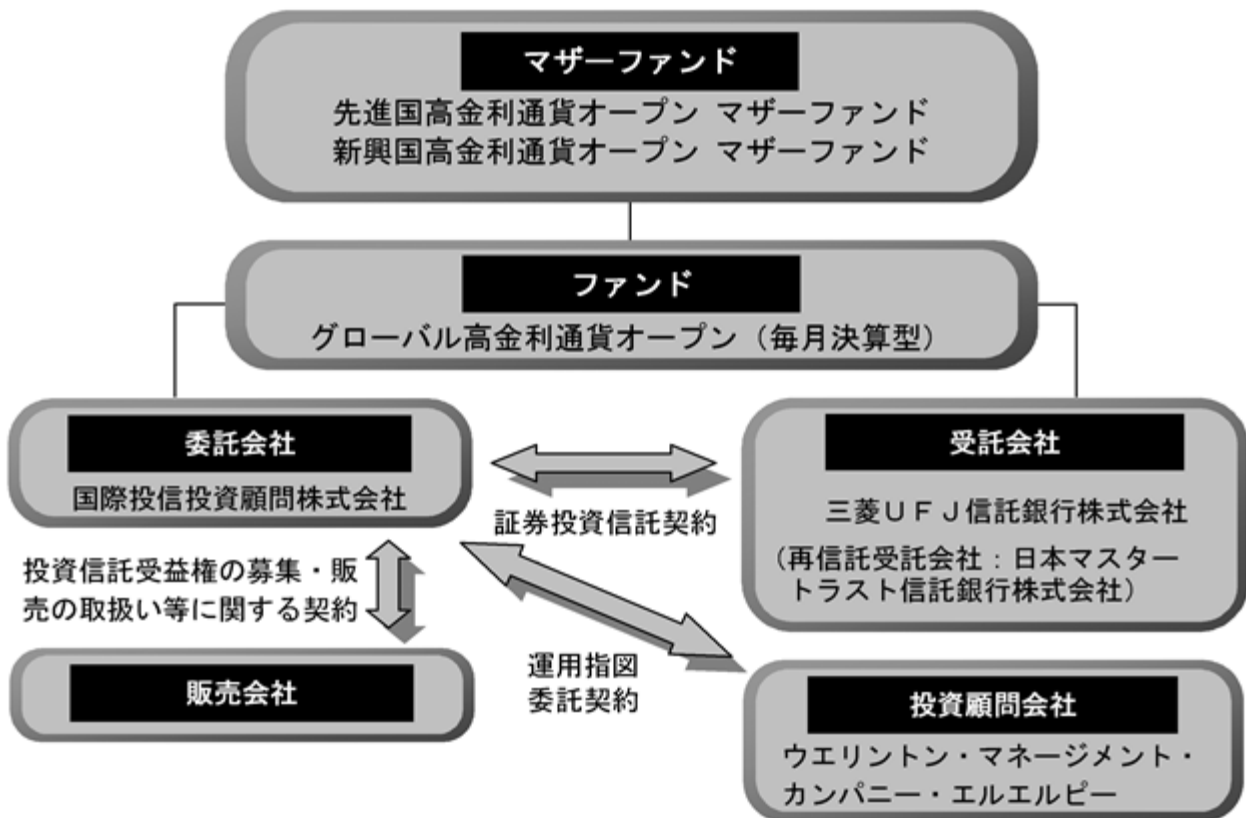 マザーファンド
先進国高金利通貨オープン マザーファンド
新興国高金利通貨オープン マザーファンド
ファンド
グローバル高金利通貨オープン（毎月決算型）
委託会社
国際投信投資顧問株式会社
証券投資信託契約
受託会社
三菱ＵＦＪ信託銀行株式会社
（再信託受託会社：日本マスター
トラスト信託銀行株式会社）
投資信託受益権の募集・販
売の取扱い等に関する契約
販売会社
運用指図
委託契約
投資顧問会社
ウエリントン・マネージメント・
カンパニー・エルエルピー